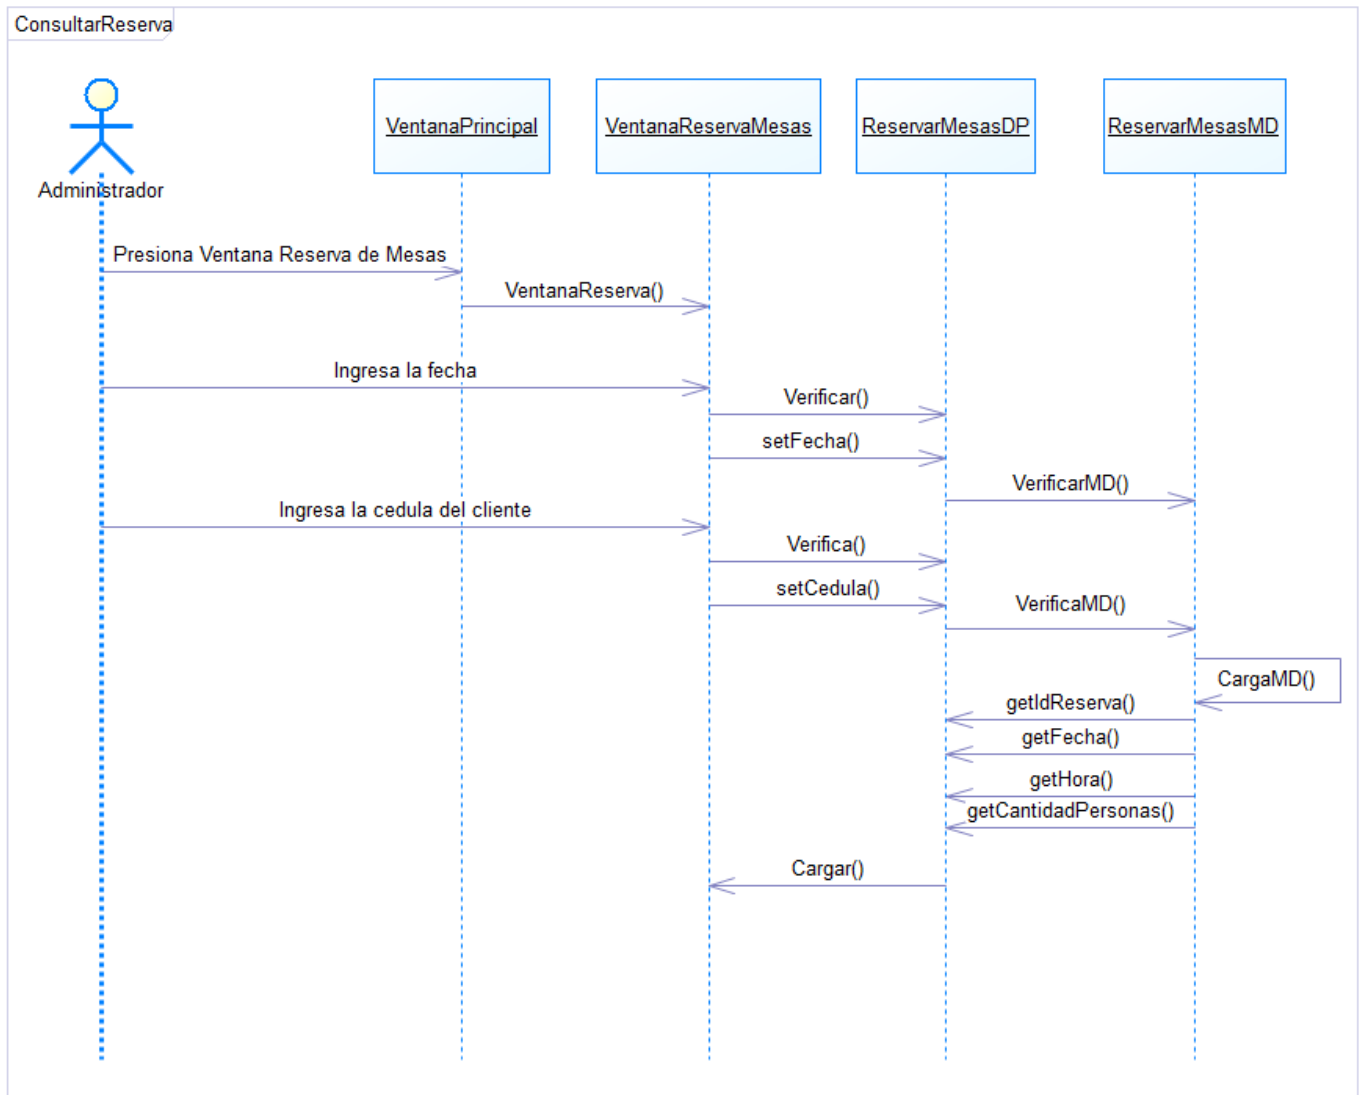 ConsultarReserva
VentanaPrincipal
VentanaReservaMesas
ReservarMesasDP
ReservarMesasMD
Administrador
Presiona Ventana Reserva de Mesas
VentanaReserva()
Ingresa la fecha
Verificar()
setFecha()
VerificarMD()
Ingresa la cedula del cliente
Verifica()
setCedula()
VerificaMD()
CargaMD()
getIdReserva()
getFecha()
getHora()
getCantidadPersonas()
Cargar()